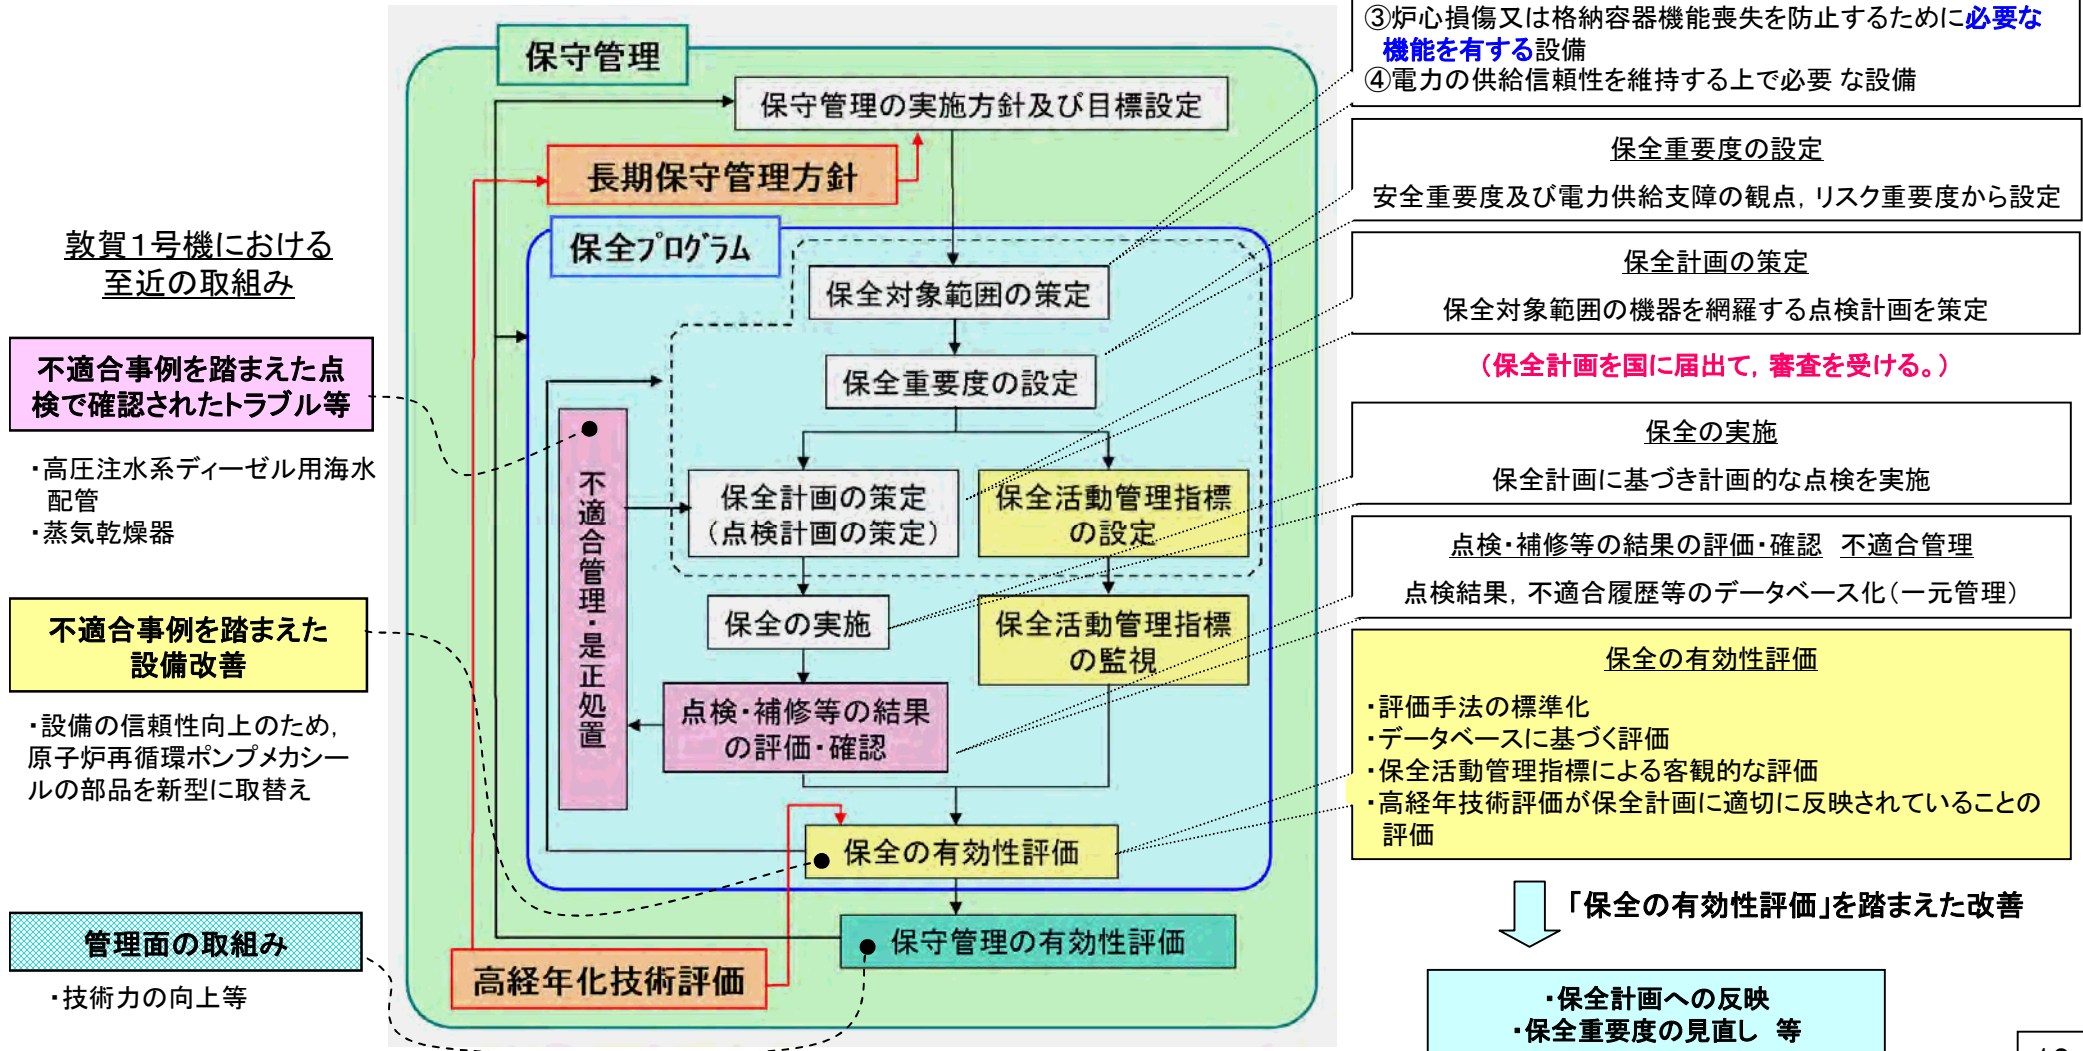 敦賀1号機における
至近の取組み
不適合事例を踏まえた点
検で確認されたトラブル等
・高圧注水系ディーゼル用海水
配管
・蒸気乾燥器
不適合事例を踏まえた
設備改善
・設備の信頼性向上のため,
原子炉再循環ポンプメカシー
ルの部品を新型に取替え
管理面の取組み
・技術力の向上等
保守管理
保守管理の実施方針及び目標設定
長期保守管理方針
保全プログラム
保全対象範囲の策定
保全重要度の設定
不適合管理・是正処置
保全計画の策定
(点検計画の策定)
保全活動管理指標
の設定
保全の実施
保全活動管理指標
の監視
点検・補修等の結果
の評価・確認
保全の有効性評価
保守管理の有効性評価
高経年化技術評価
③炉心損傷又は格納容器機能喪失を防止するために必要な
機能を有する設備
④電力の供給信頼性を維持する上で必要 な設備
保全重要度の設定
安全重要度及び電力供給支障の観点, リスク重要度から設定
保全計画の策定
保全対象範囲の機器を網羅する点検計画を策定
(保全計画を国に届出て, 審査を受ける。)
保全の実施
保全計画に基づき計画的な点検を実施
点検・補修等の結果の評価・確認 不適合管理
点検結果, 不適合履歴等のデータベース化(一元管理)
保全の有効性評価
・評価手法の標準化
・データベースに基づく評価
・保全活動管理指標による客観的な評価
・高経年技術評価が保全計画に適切に反映されていることの
評価
「保全の有効性評価」を踏まえた改善
・保全計画への反映
・保全重要度の見直し 等